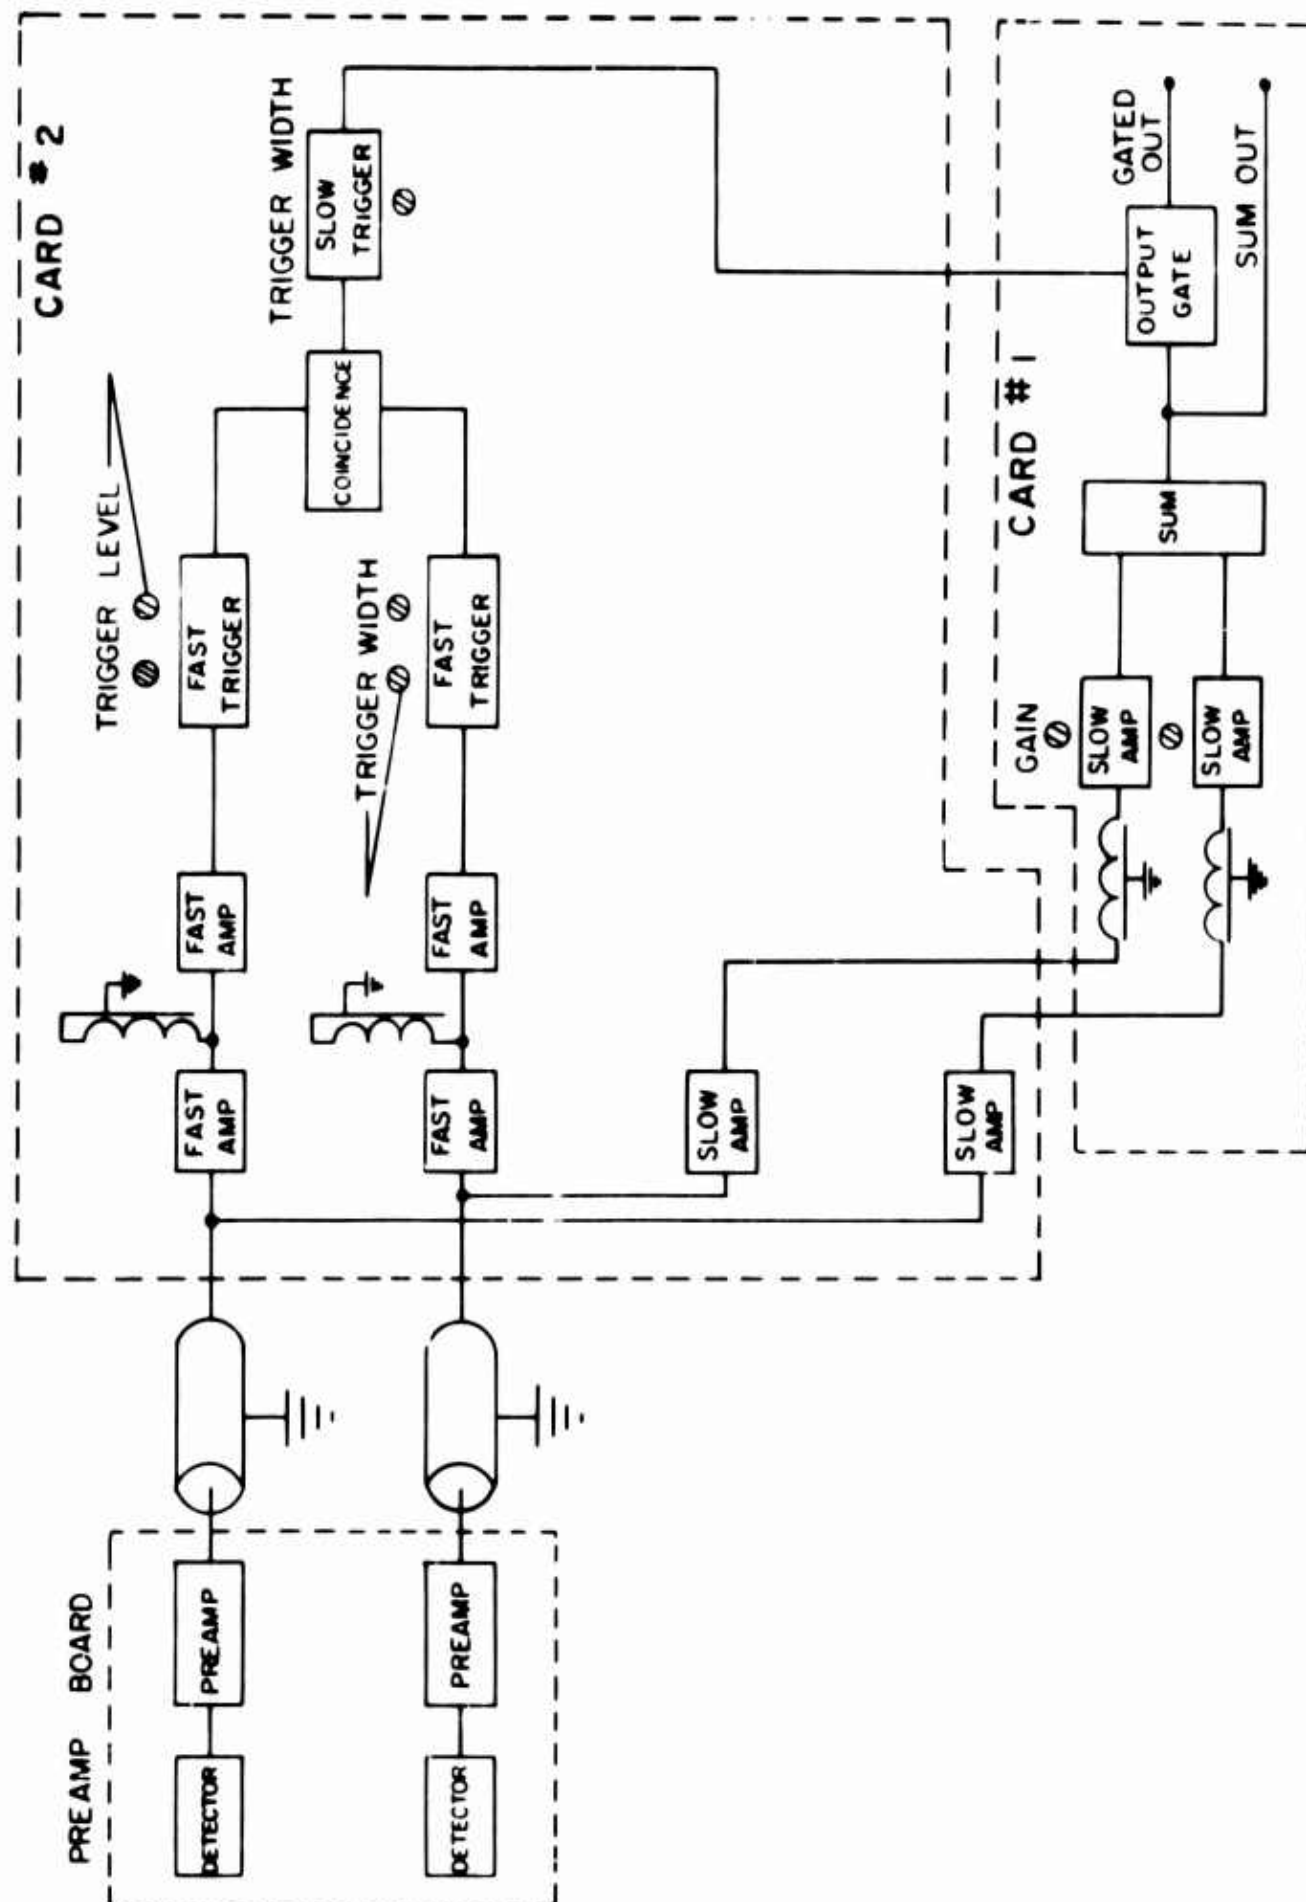 CARD #2
TRIGGER WIDTH
SLOW
TRIGGER
TRIGGER LEVEL
COINCIDENCE
FAST
TRIGGER
TRIGGER WIDTH
FAST
TRIGGER
FAST
AMP
FAST
AMP
FAST
AMP
FAST
AMP
SLOW
AMP
SLOW
AMP
PREAMP BOARD
PREAMP
DETECTOR
PREAMP
DETECTOR
CARD #1
GAIN
SLOW
AMP
SLOW
AMP
SUM
OUTPUT
GATE
GATED
OUT
SUM OUT